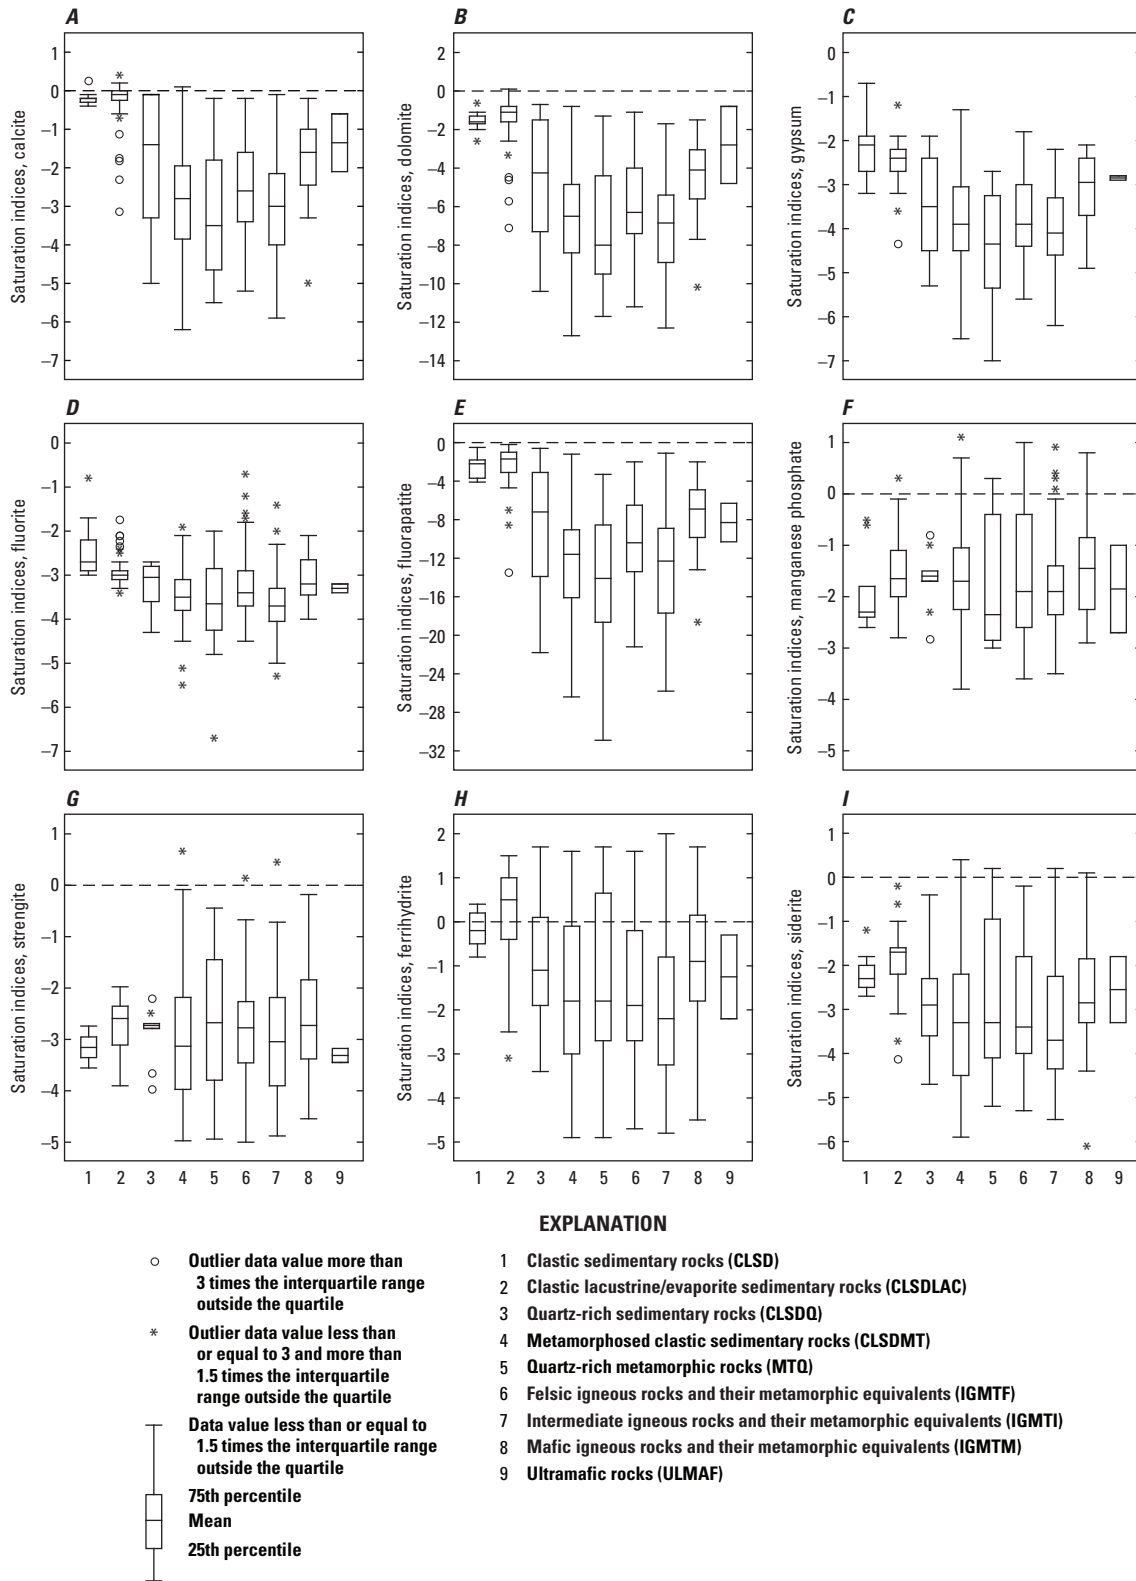 A
B
C
Saturation indices, calcite
1
0
–1
–2
–3
–4
–5
–6
–7
Saturation indices, dolomite
2
0
–2
–4
–6
–8
–10
–12
–14
Saturation indices, gypsum
0
–1
–2
–3
–4
–5
–6
–7
D
E
F
Saturation indices, fluorite
0
–1
–2
–3
–4
–5
–6
–7
Saturation indices, fluorapatite
0
–4
–8
–12
–16
–20
–24
–28
–32
Saturation indices, manganese phosphate
1
0
–1
–2
–3
–4
–5
G
H
I
Saturation indices, strengite
1
0
–1
–2
–3
–4
–5
1 2 3 4 5 6 7 8 9
Saturation indices, ferrihydrite
2
1
0
–1
–2
–3
–4
–5
1 2 3 4 5 6 7 8 9
Saturation indices, siderite
1
0
–1
–2
–3
–4
–5
–6
1 2 3 4 5 6 7 8 9
EXPLANATION
Outlier data value more than
3 times the interquartile range
outside the quartile
Outlier data value less than
or equal to 3 and more than
1.5 times the interquartile
range outside the quartile
Data value less than or equal to
1.5 times the interquartile range
outside the quartile
75th percentile
Mean
25th percentile
1 Clastic sedimentary rocks (CLSD)
2 Clastic lacustrine/evaporite sedimentary rocks (CLSDLAC)
3 Quartz-rich sedimentary rocks (CLSDQ)
4 Metamorphosed clastic sedimentary rocks (CLSDMT)
5 Quartz-rich metamorphic rocks (MTQ)
6 Felsic igneous rocks and their metamorphic equivalents (IGMTF)
7 Intermediate igneous rocks and their metamorphic equivalents (IGMTI)
8 Mafic igneous rocks and their metamorphic equivalents (IGMTM)
9 Ultramafic rocks (ULMAF)